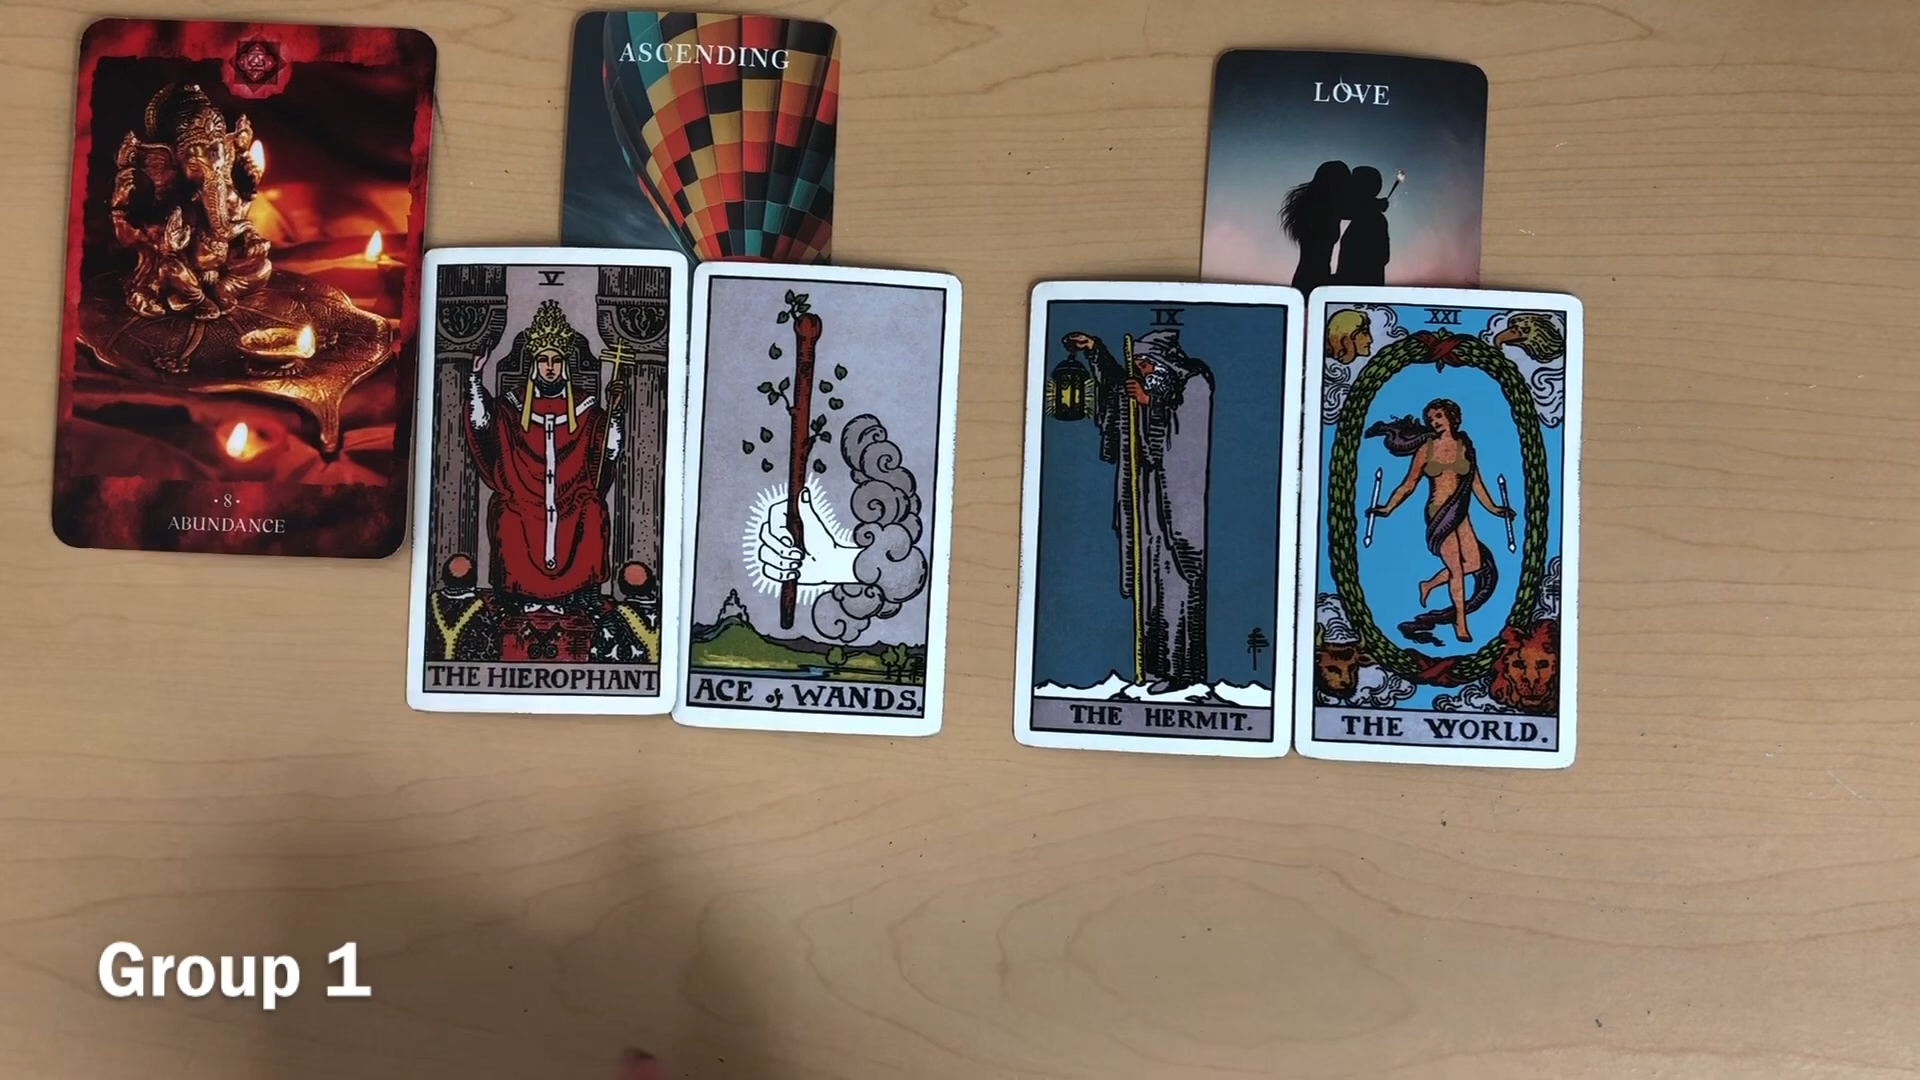 ASCENDING
LOVE
V
IX
XXI
·8·
ABUNDANCE
THE HIEROPHANT
ACE of WANDS.
THE HERMIT.
THE WORLD.
Group 1